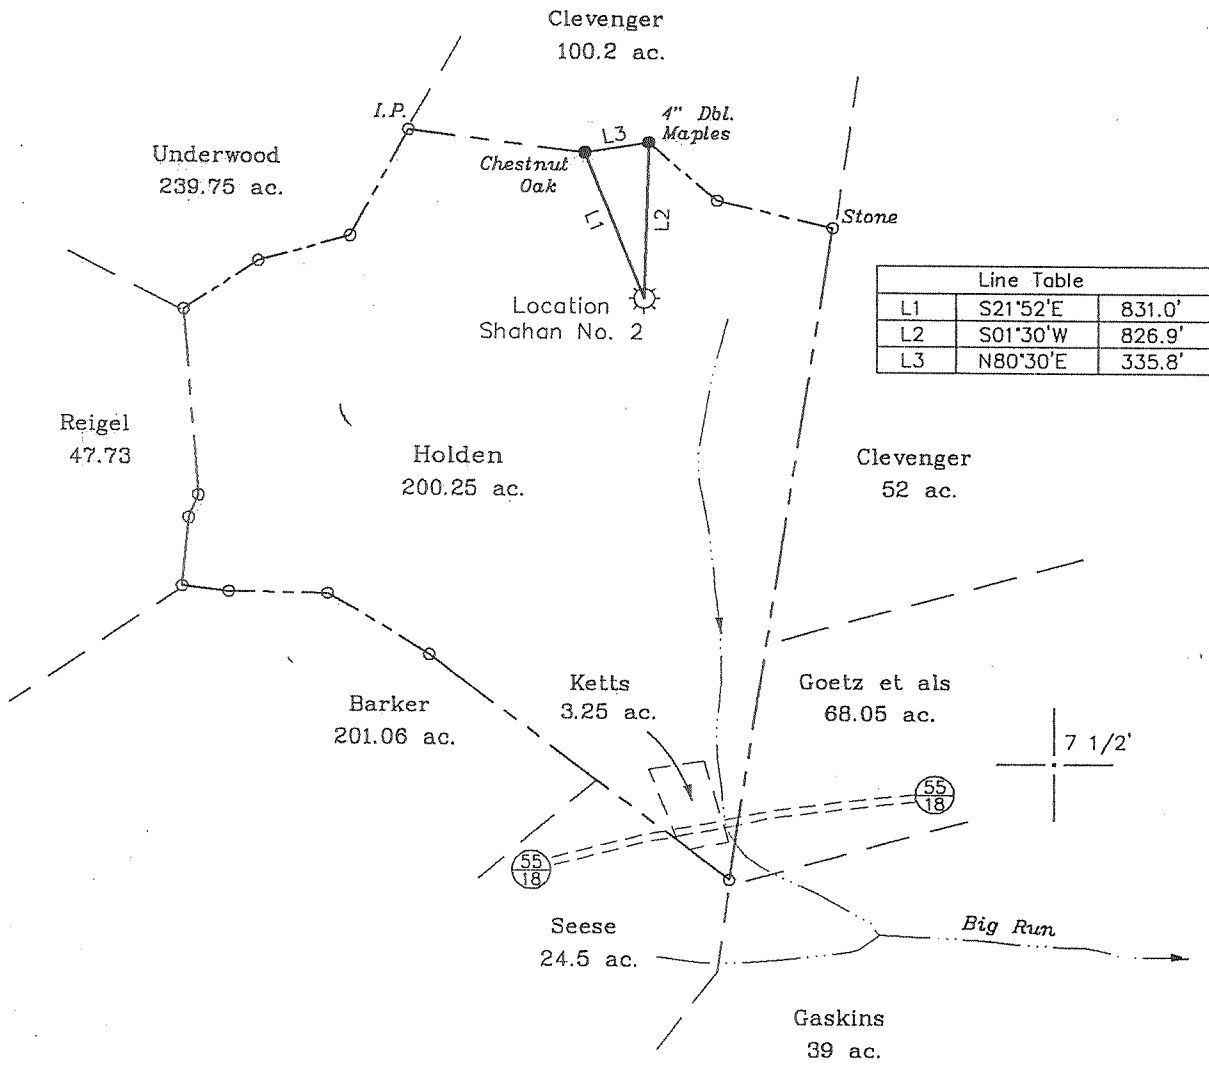 Clevenger
100.2 ac.
I.P.
4" Dbl.
Maples
L3
Underwood
239.75 ac.
Chestnut
Oak
L1
L2
Stone
Location
Shahan No. 2
Line Table
L1 S21°52'E 831.0'
L2 S01°30'W 826.9'
L3 N80°30'E 335.8'
Reigel
47.73
Holden
200.25 ac.
Clevenger
52 ac.
Ketts
3.25 ac.
Goetz et als
68.05 ac.
Barker
201.06 ac.
7 1/2'
55
18
55
18
Seese
24.5 ac.
Big Run
Gaskins
39 ac.